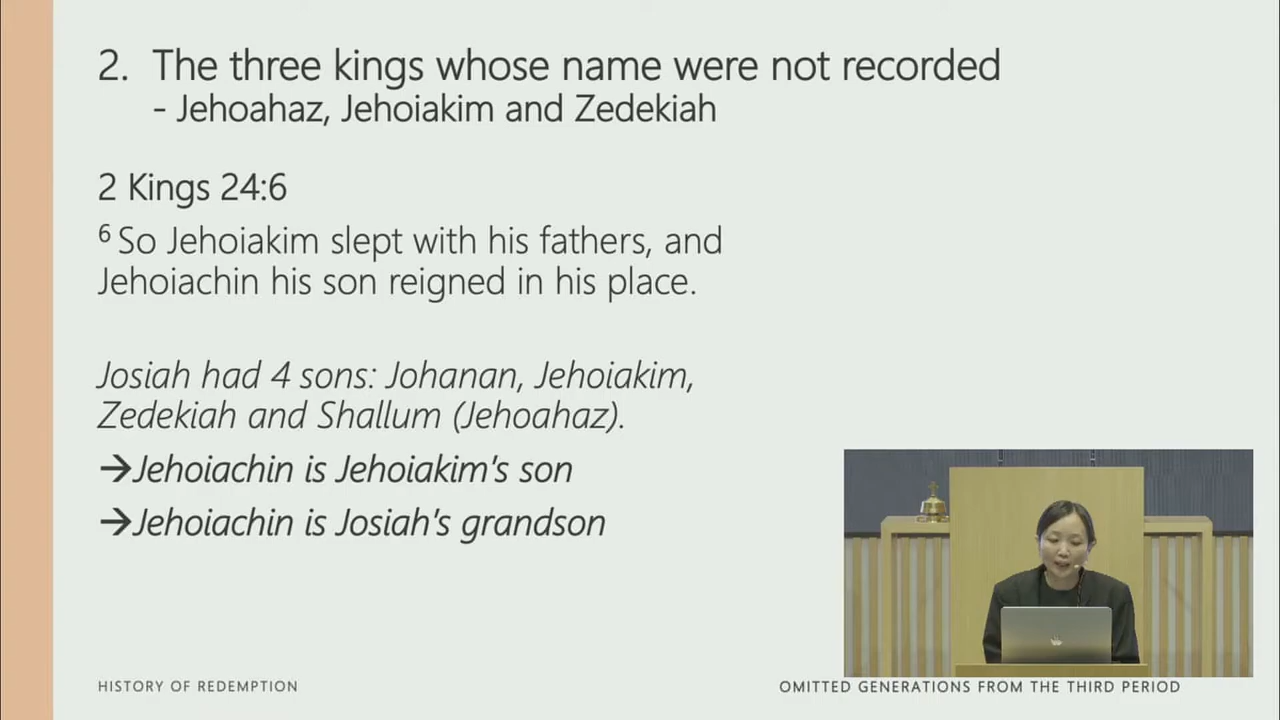 2. The three kings whose name were not recorded
- Jehoahaz, Jehoiakim and Zedekiah
2 Kings 24:6
6 So Jehoiakim slept with his fathers, and
Jehoiachin his son reigned in his place.
Josiah had 4 sons: Johanan, Jehoiakim,
Zedekiah and Shallum (Jehoahaz).
→Jehoiachin is Jehoiakim's son
→Jehoiachin is Josiah's grandson
HISTORY OF REDEMPTION
OMITTED GENERATIONS FROM THE THIRD PERIOD